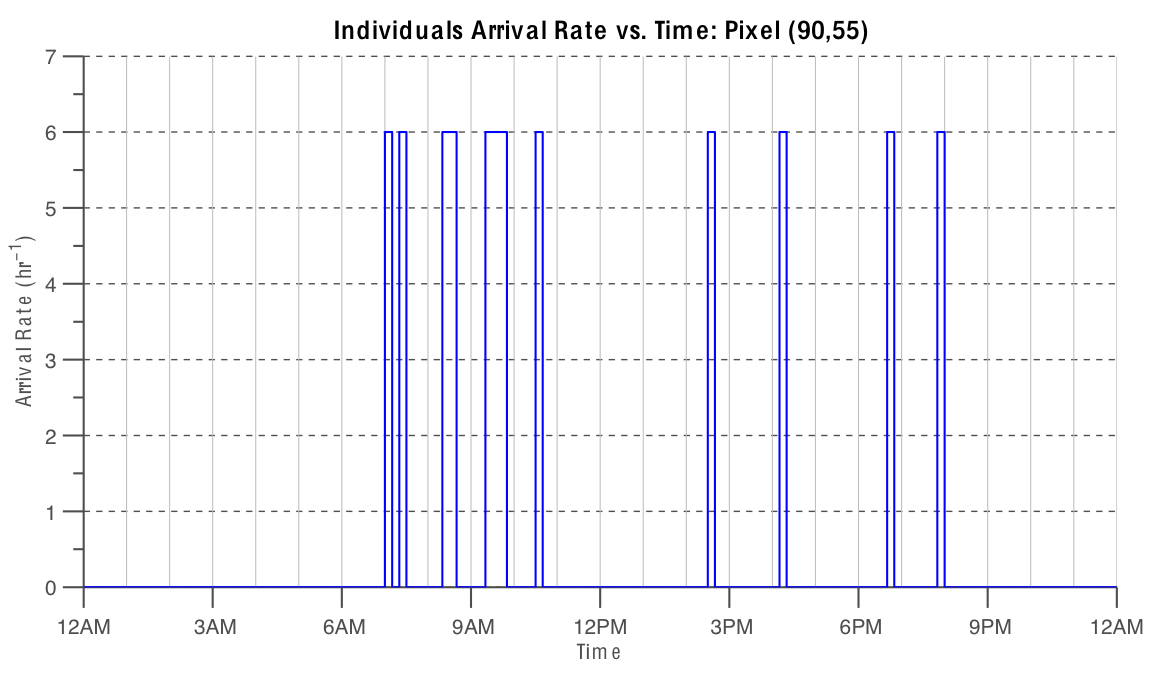 Individuals Arrival Rate vs. Time: Pixel (90,55)
7
6
5
4
3
2
1
0
Arrival Rate (hr⁻¹)
12AM 3AM 6AM 9AM 12PM 3PM 6PM 9PM 12AM
Time